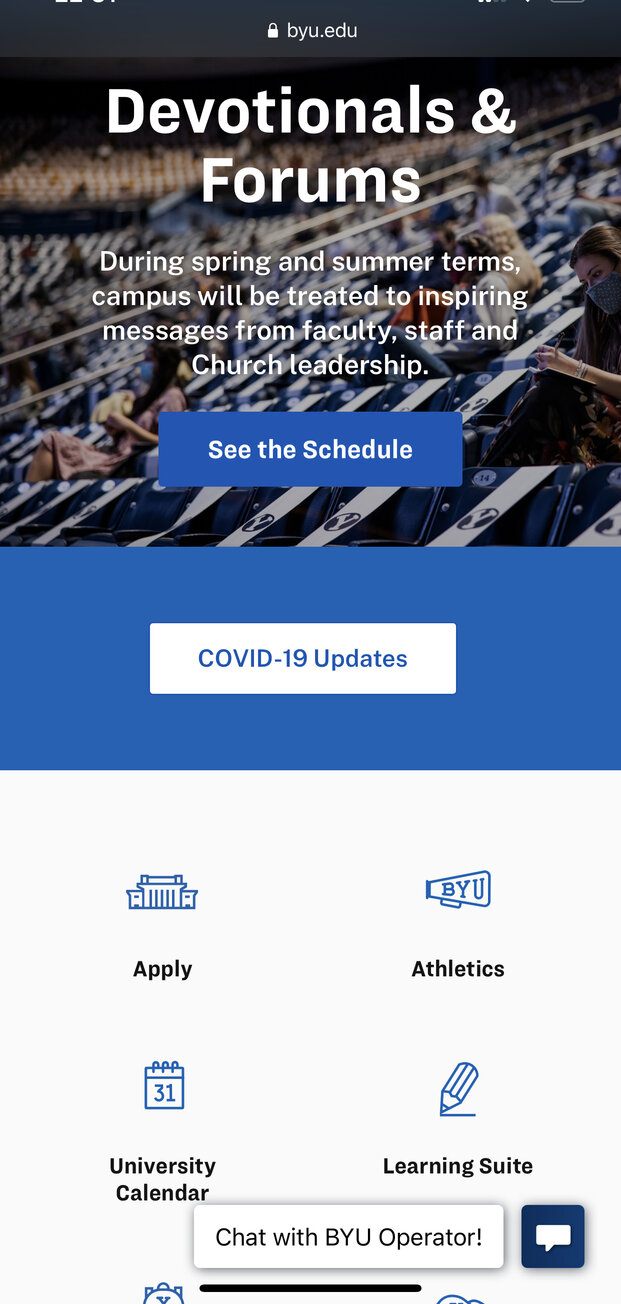 byu.edu
Devotionals &
Forums
During spring and summer terms,
campus will be treated to inspiring
messages from faculty, staff and
Church leadership.
See the Schedule
14
COVID-19 Updates
BYU
Apply
Athletics
31
University
Calendar
Learning Suite
Chat with BYU Operator!